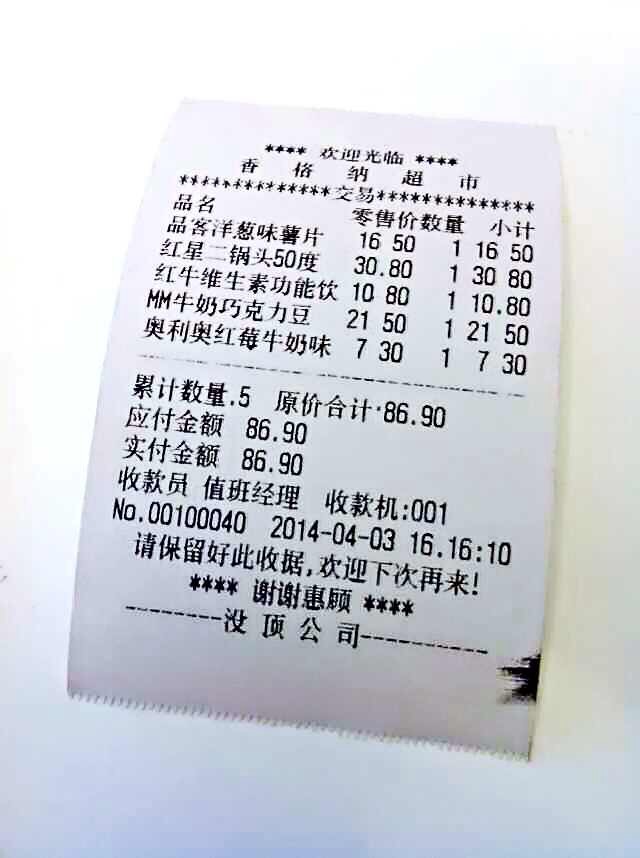 **** 欢迎光临 ****
香 格 纳 超 市
**************交易**************
品名 零售价数量 小计
品客洋葱味薯片 16 50 1 16 50
红星二锅头50度 30.80 1 30 80
红牛维生素功能饮 10 80 1 10.80
MM牛奶巧克力豆 21 50 1 21 50
奥利奥红莓牛奶味 7 30 1 7 30
累计数量.5 原价合计·86.90
应付金额 86.90
实付金额 86.90
收款员 值班经理 收款机:001
No.00100040 2014-04-03 16.16:10
请保留好此收据,欢迎下次再来!
**** 谢谢惠顾 ****
--------没 顶 公 司-----------